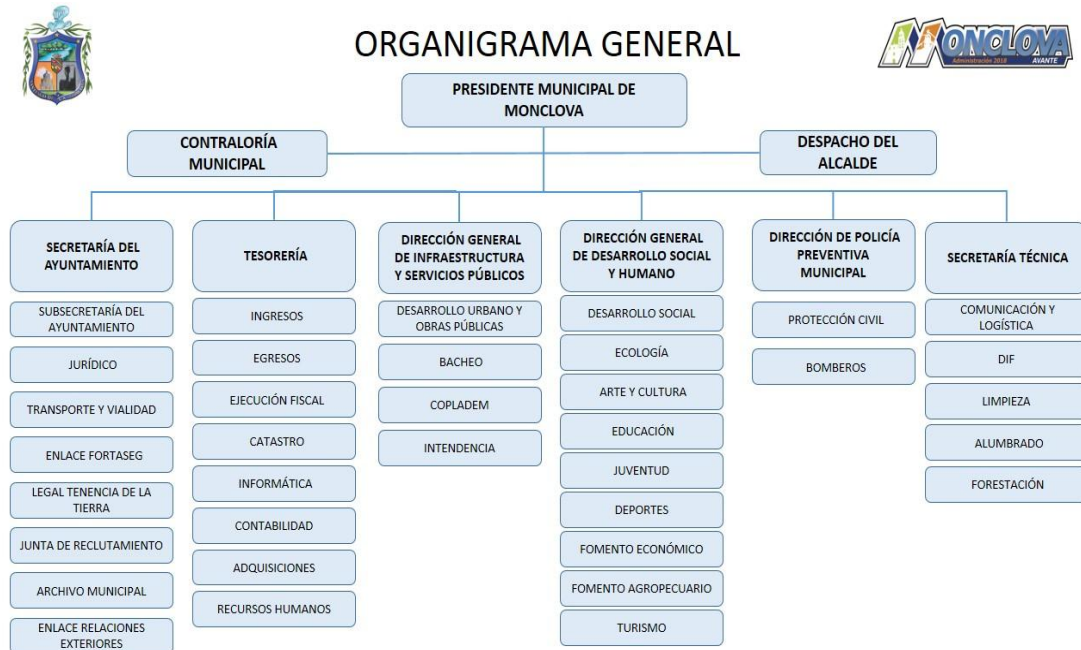 ORGANIGRAMA GENERAL
MONCLOVA
Administración 2018
AVANTE
PRESIDENTE MUNICIPAL DE
MONCLOVA
CONTRALORÍA
MUNICIPAL
DESPACHO DEL
ALCALDE
SECRETARÍA DEL
AYUNTAMIENTO
SUBSECRETARÍA DEL
AYUNTAMIENTO
JURÍDICO
TRANSPORTE Y VIALIDAD
ENLACE FORTASEG
LEGAL TENENCIA DE LA
TIERRA
JUNTA DE RECLUTAMIENTO
ARCHIVO MUNICIPAL
ENLACE RELACIONES
EXTERIORES
TESORERÍA
INGRESOS
EGRESOS
EJECUCIÓN FISCAL
CATASTRO
INFORMÁTICA
CONTABILIDAD
ADQUISICIONES
RECURSOS HUMANOS
DIRECCIÓN GENERAL
DE INFRAESTRUCTURA
Y SERVICIOS PÚBLICOS
DESARROLLO URBANO Y
OBRAS PÚBLICAS
BACHEO
COPLADEM
INTENDENCIA
DIRECCIÓN GENERAL
DE DESARROLLO SOCIAL
Y HUMANO
DESARROLLO SOCIAL
ECOLOGÍA
ARTE Y CULTURA
EDUCACIÓN
JUVENTUD
DEPORTES
FOMENTO ECONÓMICO
FOMENTO AGROPECUARIO
TURISMO
DIRECCIÓN DE POLICÍA
PREVENTIVA
MUNICIPAL
PROTECCIÓN CIVIL
BOMBEROS
SECRETARÍA TÉCNICA
COMUNICACIÓN Y
LOGÍSTICA
DIF
LIMPIEZA
ALUMBRADO
FORESTACIÓN